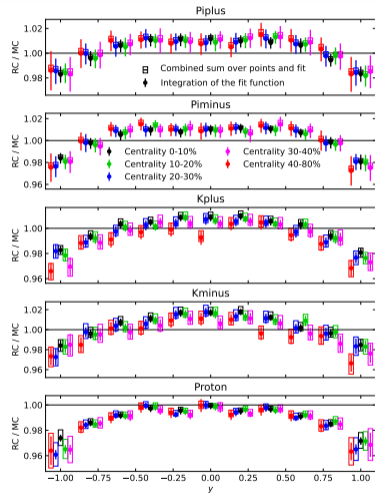 Piplus
1.02
1.00
0.98
RC / MC
Combined sum over points and fit
Integration of the fit function
Piminus
1.02
1.00
0.98
0.96
RC / MC
Centrality 0-10%
Centrality 10-20%
Centrality 20-30%
Centrality 30-40%
Centrality 40-80%
Kplus
1.00
0.98
0.96
RC / MC
Kminus
1.02
1.00
0.98
0.96
RC / MC
Proton
1.00
0.98
0.96
RC / MC
−1.00 −0.75 −0.50 −0.25 0.00 0.25 0.50 0.75 1.00
y